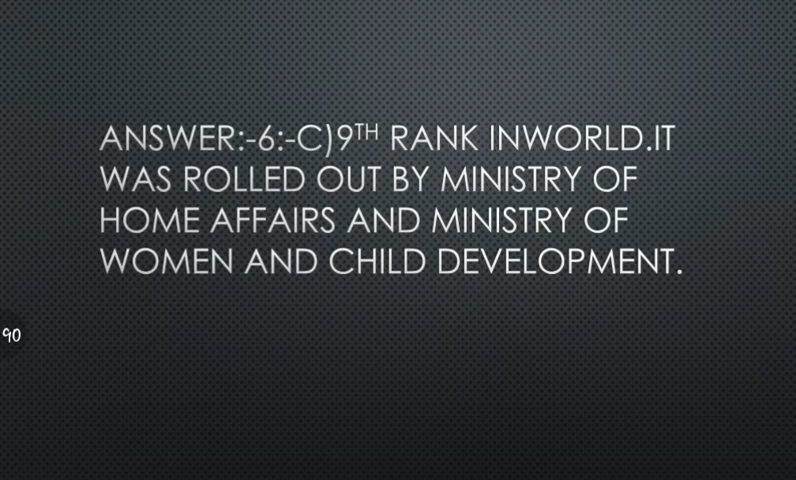 ANSWER:-6:-C)9TH RANK INWORLD.IT
WAS ROLLED OUT BY MINISTRY OF
HOME AFFAIRS AND MINISTRY OF
WOMEN AND CHILD DEVELOPMENT.
90